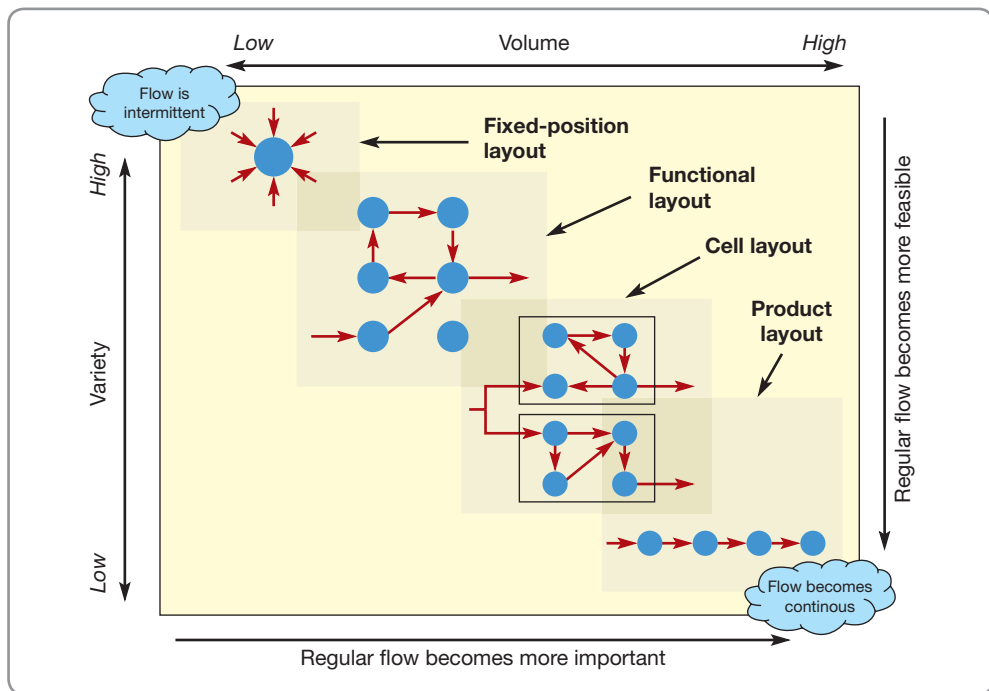 Low
Volume
High
Flow is
intermittent
Fixed-position
layout
Functional
layout
Cell layout
Product
layout
High
Variety
Low
Regular flow becomes more feasible
Flow becomes
continous
Regular flow becomes more important